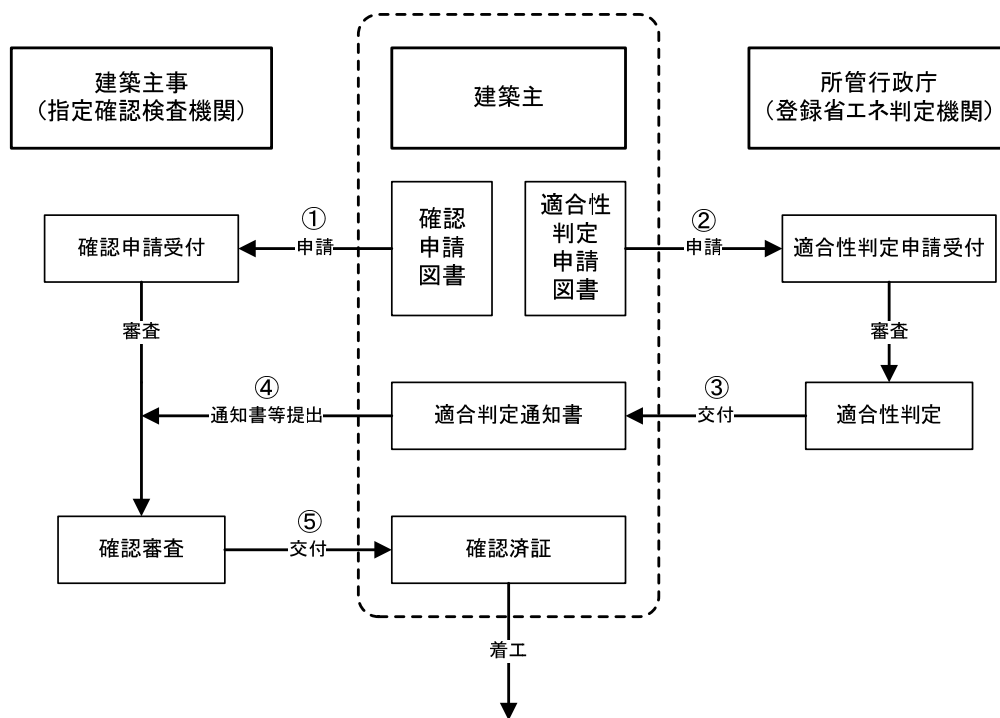 建築主事
（指定確認検査機関）
建築主
所管行政庁
（登録省エネ判定機関）
確認申請受付
①
申請
確認
申請
図書
適合性
判定
申請
図書
②
申請
適合性判定申請受付
審査
審査
④
通知書等提出
適合判定通知書
③
交付
適合性判定
確認審査
⑤
交付
確認済証
着工